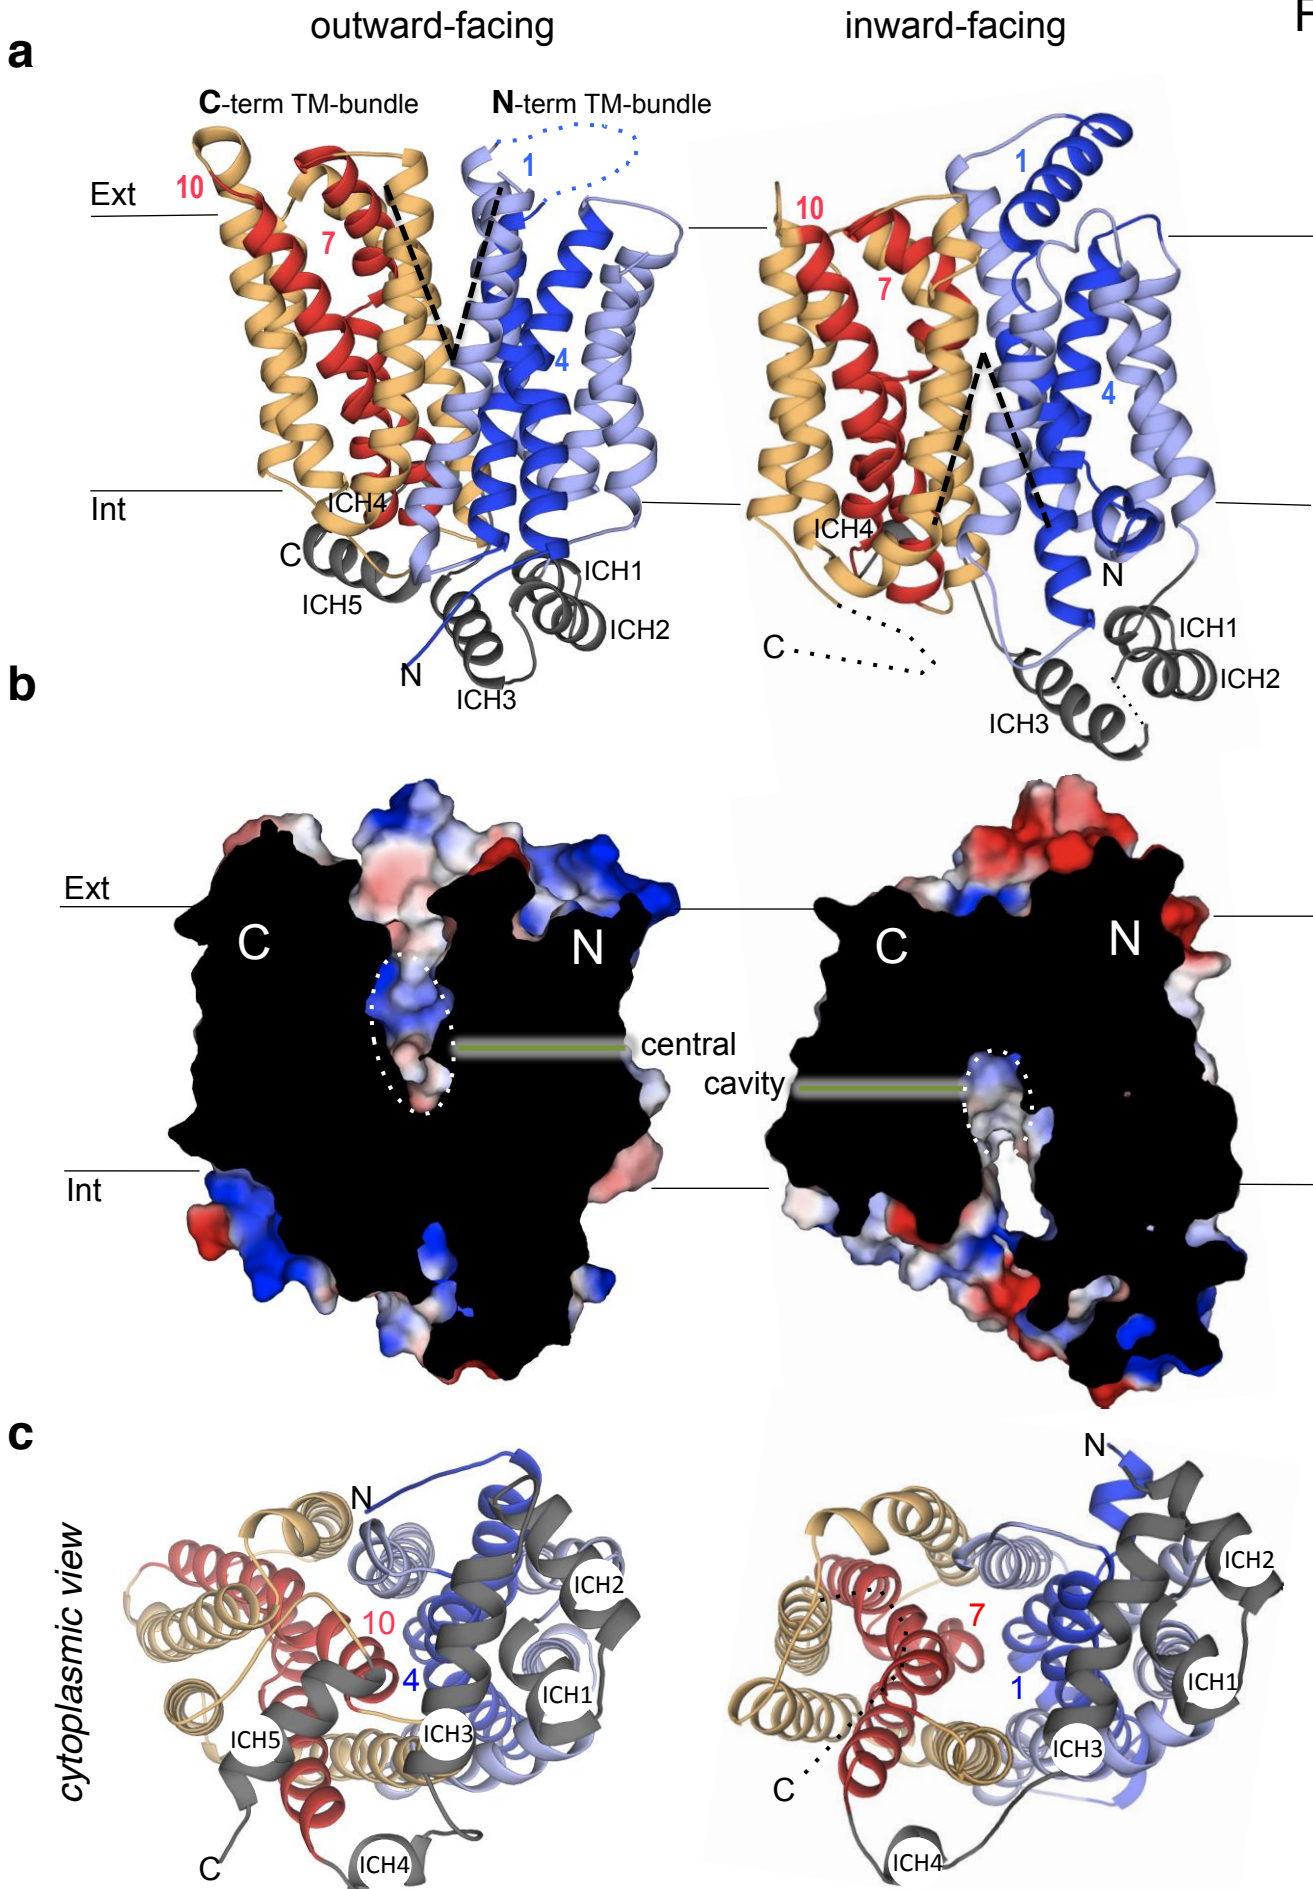 outward-facing
inward-facing
F
a
C-term TM-bundle
N-term TM-bundle
1
10
Ext
7
4
ICH4
Int
C
ICH5
ICH1
ICH2
N
ICH3
1
10
7
4
ICH4
N
C
ICH1
ICH2
ICH3
b
Ext
C
N
central
Int
C
N
cavity
c
cytoplasmic view
N
ICH2
10
4
ICH1
ICH5
ICH3
C
ICH4
N
ICH2
7
1
ICH1
ICH3
C
ICH4